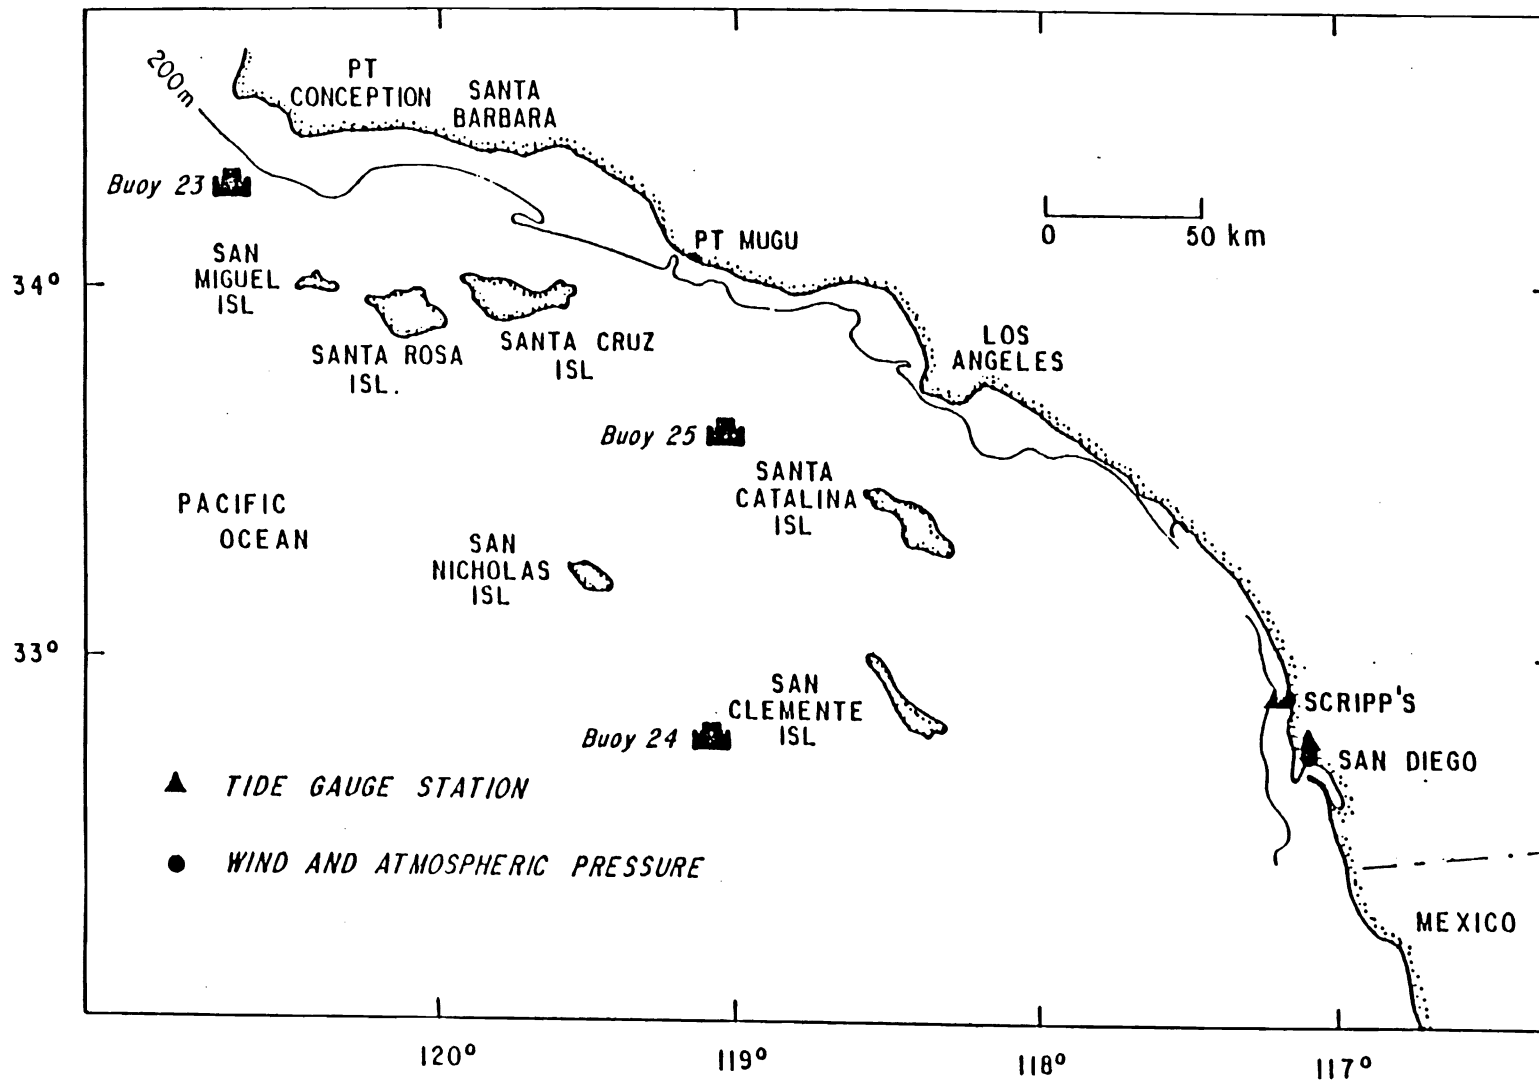 200m
PT
CONCEPTION
SANTA
BARBARA
Buoy 23
PT MUGU
0 50 km
SAN
MIGUEL
ISL
34°
SANTA ROSA
ISL.
SANTA CRUZ
ISL
LOS
ANGELES
Buoy 25
SANTA
CATALINA
ISL
PACIFIC
OCEAN
SAN
NICHOLAS
ISL
33°
SAN
CLEMENTE
ISL
SCRIPP'S
Buoy 24
SAN DIEGO
TIDE GAUGE STATION
WIND AND ATMOSPHERIC PRESSURE
MEXICO
120° 119° 118° 117°